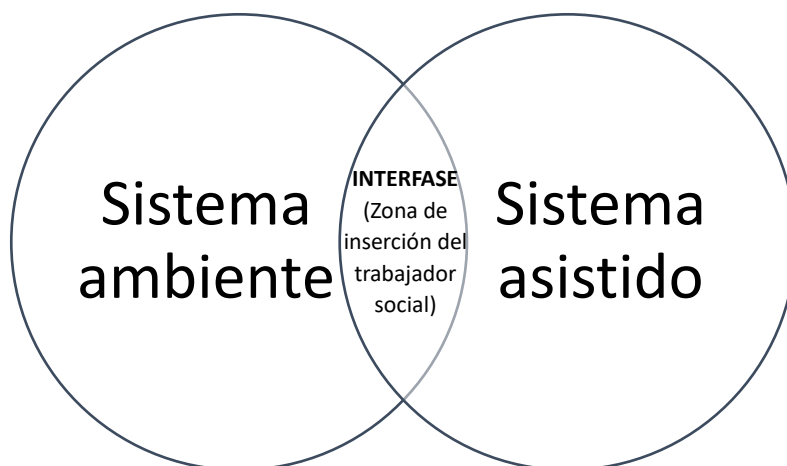 Sistema
ambiente
INTERFASE
(Zona de
inserción del
trabajador
social)
Sistema
asistido